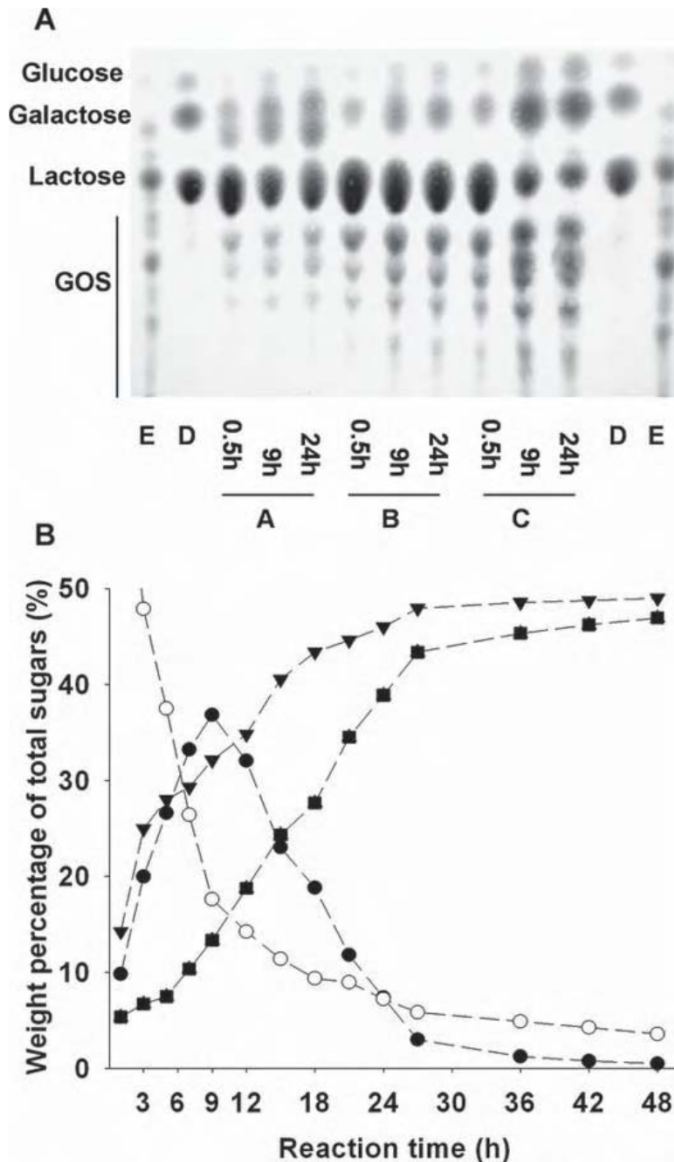 A
Glucose
Galactose
Lactose
GOS
E D 0.5h 9h 24h 0.5h 9h 24h 0.5h 9h 24h D E
A B C
B
Weight percentage of total sugars (%)
50
40
30
20
10
0
3 6 9 12 18 24 30 36 42 48
Reaction time (h)